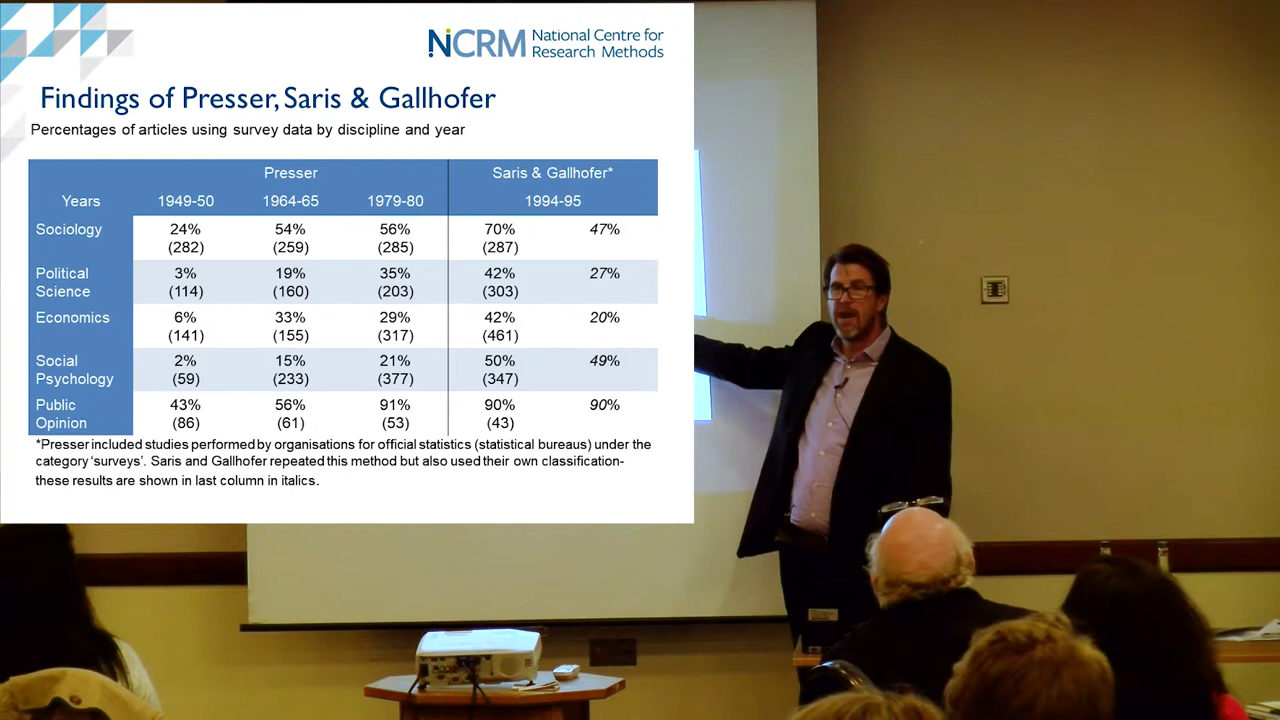 NCRM National Centre for
Research Methods
Findings of Presser, Saris & Gallhofer
Percentages of articles using survey data by discipline and year
Presser Saris & Gallhofer*
Years 1949-50 1964-65 1979-80 1994-95
Sociology 24% 54% 56% 70% 47%
(282) (259) (285) (287)
Political 3% 19% 35% 42% 27%
Science (114) (160) (203) (303)
Economics 6% 33% 29% 42% 20%
(141) (155) (317) (461)
Social 2% 15% 21% 50% 49%
Psychology (59) (233) (377) (347)
Public 43% 56% 91% 90% 90%
Opinion (86) (61) (53) (43)
*Presser included studies performed by organisations for official statistics (statistical bureaus) under the
category ‘surveys’. Saris and Gallhofer repeated this method but also used their own classification-
these results are shown in last column in italics.